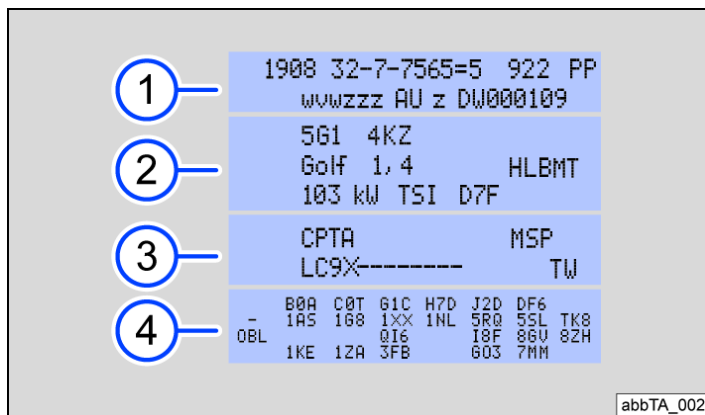 1
1908 32-7-7565=5 922 PP
wvwzzz AU z DW000109
2
5G1 4KZ
Golf 1,4 HLBMT
103 kW TSI D7F
3
CPTA MSP
LC9X-------- TW
4
B0A C0T G1C H7D J2D DF6
- 1AS 1G8 1XX 1NL 5RQ 5SL TK8
OBL QI6 I8F 8GV 8ZH
1KE 1ZA 3FB GO3 7MM
abbTA_002